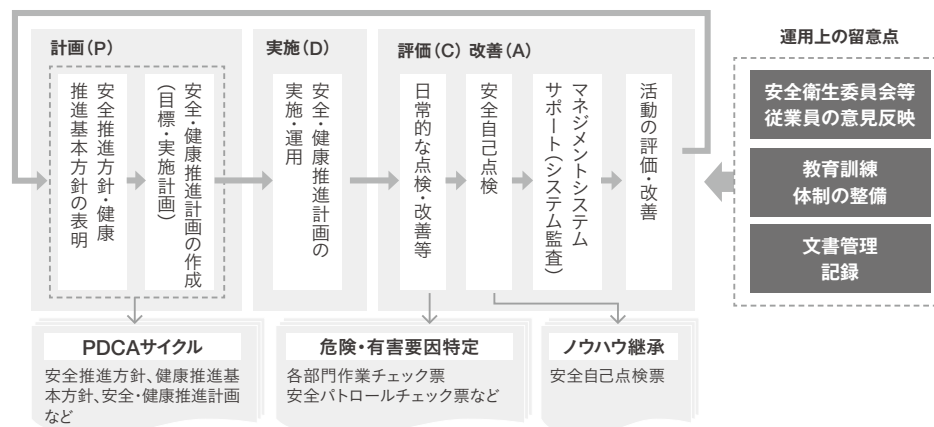 計画(P)
安全推進方針・健康
推進基本方針の表明
安全・健康推進計画の作成
(目標・実施計画)
実施(D)
安全・健康推進計画の
実施・運用
評価(C) 改善(A)
日常的な点検・改善等
安全自己点検
マネジメントシステム
サポート(システム監査)
活動の評価・改善
運用上の留意点
安全衛生委員会等
従業員の意見反映
教育訓練
体制の整備
文書管理
記録
PDCAサイクル
安全推進方針、健康推進基
本方針、安全・健康推進計画
など
危険・有害要因特定
各部門作業チェック票
安全パトロールチェック票など
ノウハウ継承
安全自己点検票